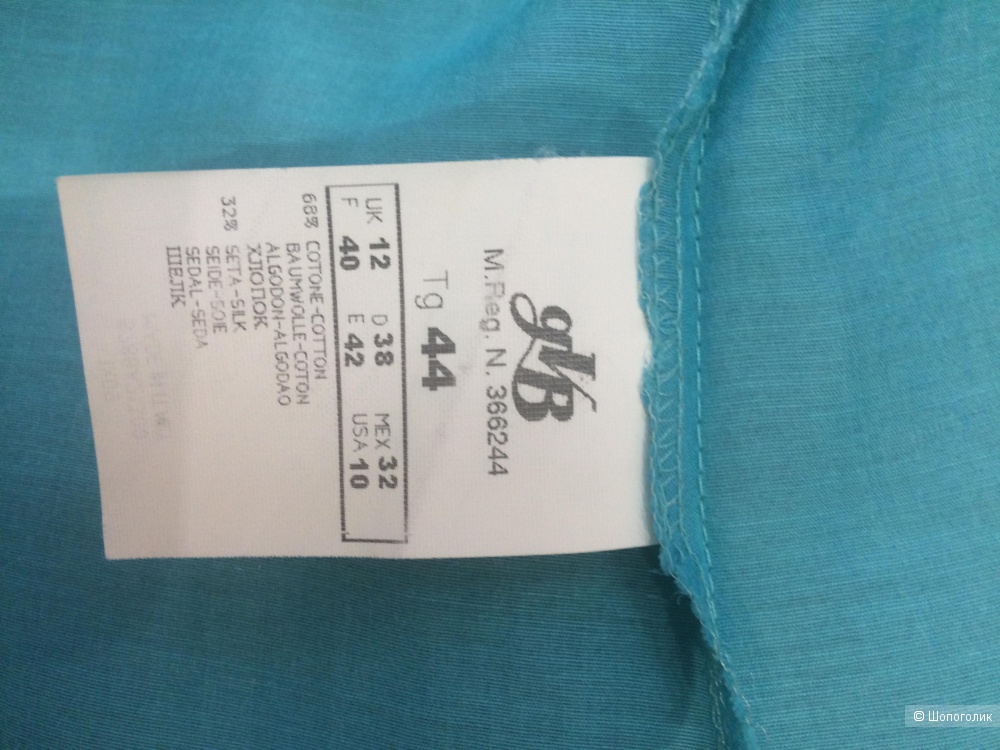 M.Reg. N. 366244
Tg 44
UK 12 D 38 MEX 32
F 40 E 42 USA 10
68% COTONE-COTTON
BAUMWOLLE-COTON
ALGODON-ALGODAO
ХЛОПОК
32% SETA-SILK
SEIDE-SOIE
SEDAL-SEDA
ШЕЛК
© Шопоголик